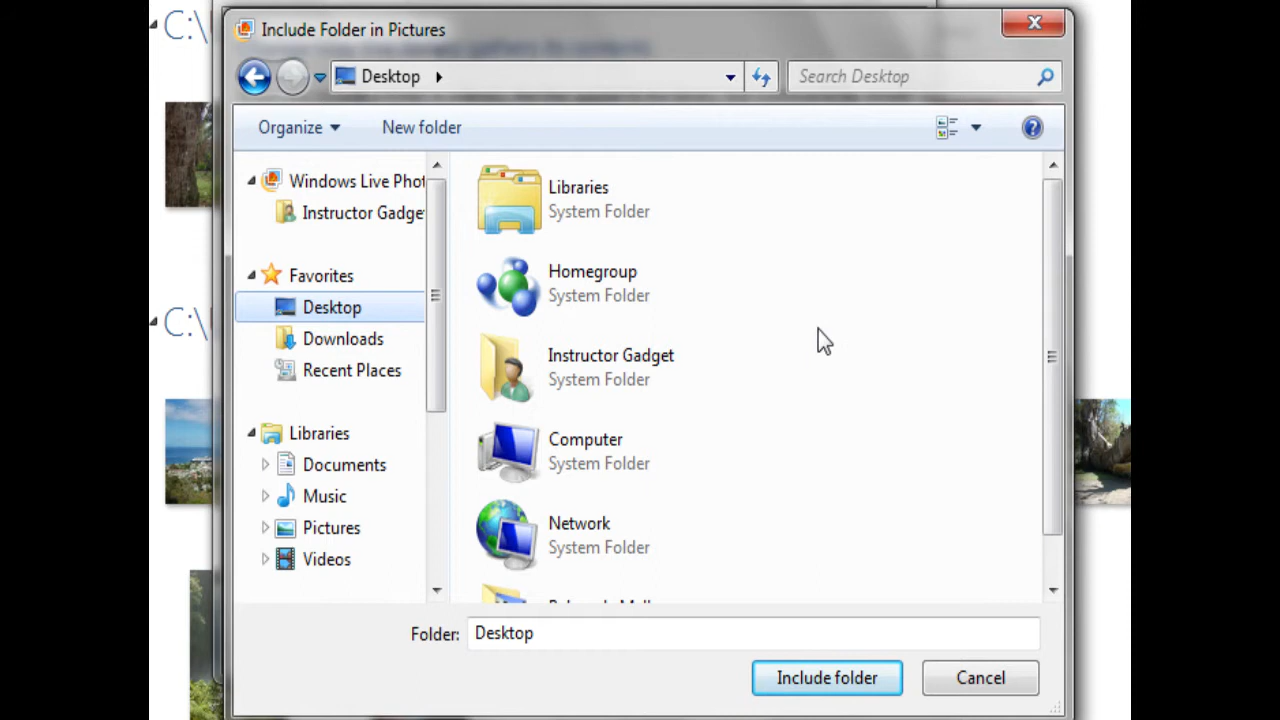 C:\
Include Folder in Pictures
Desktop
Search Desktop
Organize
New folder
Windows Live Phot
Instructor Gadget
Favorites
Desktop
Downloads
Recent Places
Libraries
Documents
Music
Pictures
Videos
Libraries
System Folder
Homegroup
System Folder
Instructor Gadget
System Folder
Computer
System Folder
Network
System Folder
C:\
Folder: Desktop
Include folder
Cancel